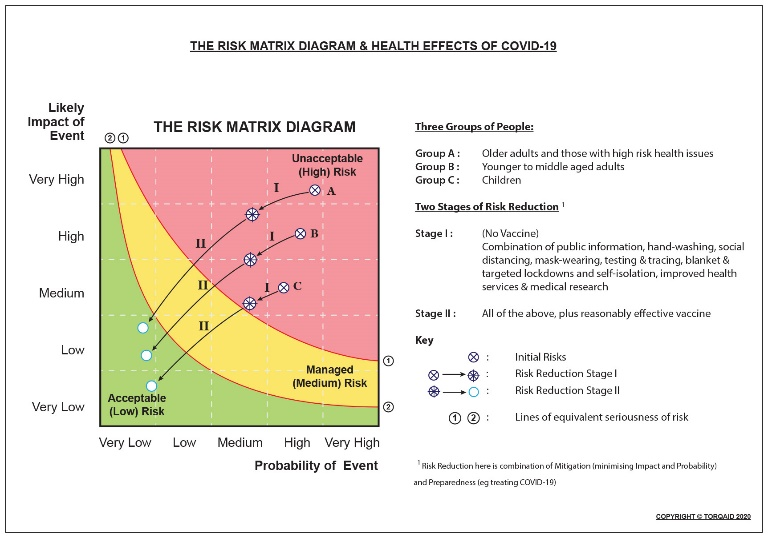 THE RISK MATRIX DIAGRAM & HEALTH EFFECTS OF COVID-19
Likely
Impact of
Event
2 1
THE RISK MATRIX DIAGRAM
Very High
High
Medium
Low
Very Low
Unacceptable
(High) Risk
I
A
I
B
II
I
C
II
II
1
Managed
(Medium) Risk
Acceptable
(Low) Risk
2
Very Low
Low
Medium
High
Very High
Probability of Event
Three Groups of People:
Group A : Older adults and those with high risk health issues
Group B : Younger to middle aged adults
Group C : Children
Two Stages of Risk Reduction 1
Stage I : (No Vaccine)
Combination of public information, hand-washing, social
distancing, mask-wearing, testing & tracing, blanket &
targeted lockdowns and self-isolation, improved health
services & medical research
Stage II : All of the above, plus reasonably effective vaccine
Key
: Initial Risks
: Risk Reduction Stage I
: Risk Reduction Stage II
1 2 : Lines of equivalent seriousness of risk
1 Risk Reduction here is combination of Mitigation (minimising Impact and Probability)
and Preparedness (eg treating COVID-19)
COPYRIGHT © TORQAID 2020